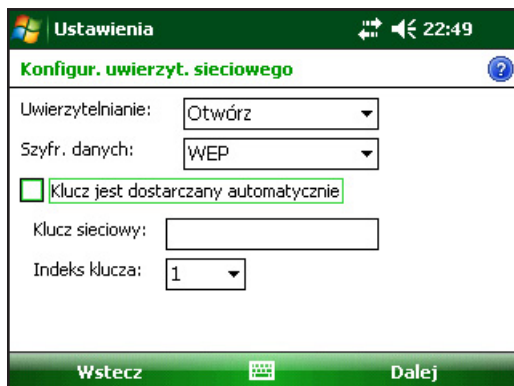 Ustawienia 22:49
Konfigur. uwierzyt. sieciowego ?
Uwierzytelnianie: Otwórz
Szyfr. danych: WEP
Klucz jest dostarczany automatycznie
Klucz sieciowy:
Indeks klucza: 1
Wstecz Dalej